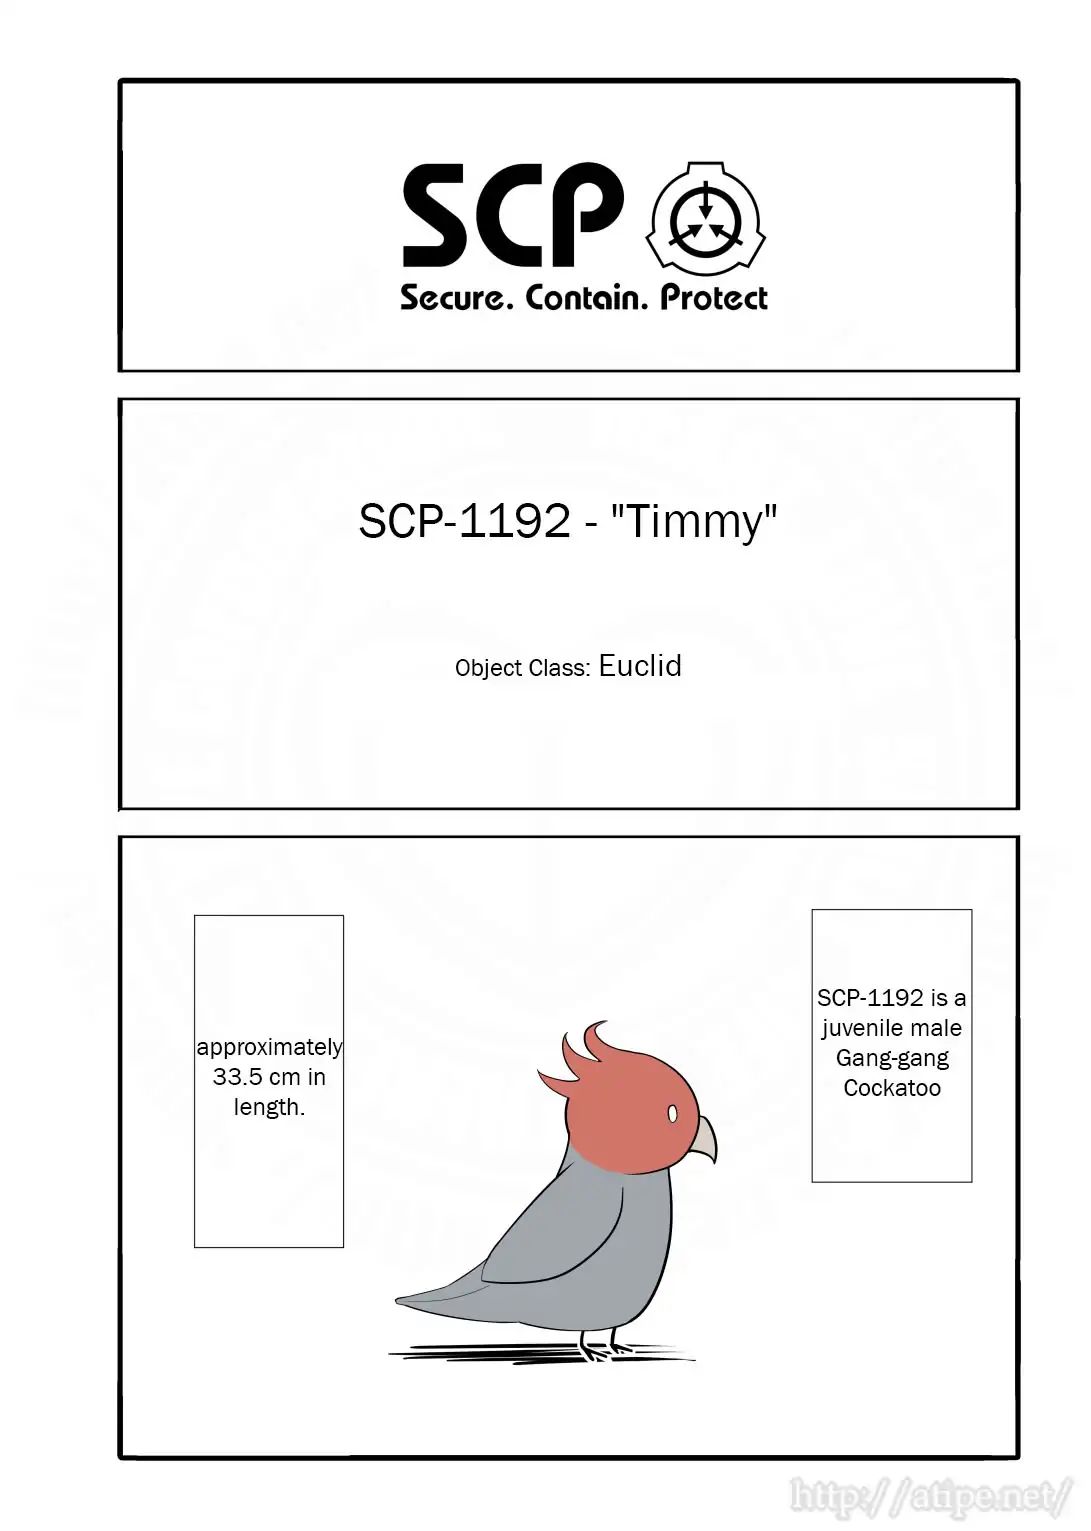 SCP
Secure. Contain. Protect
SCP-1192 - "Timmy"
Object Class: Euclid
SCP-1192 is a
juvenile male
Gang-gang
Cockatoo
approximately
33.5 cm in
length.
http://atipe.net/